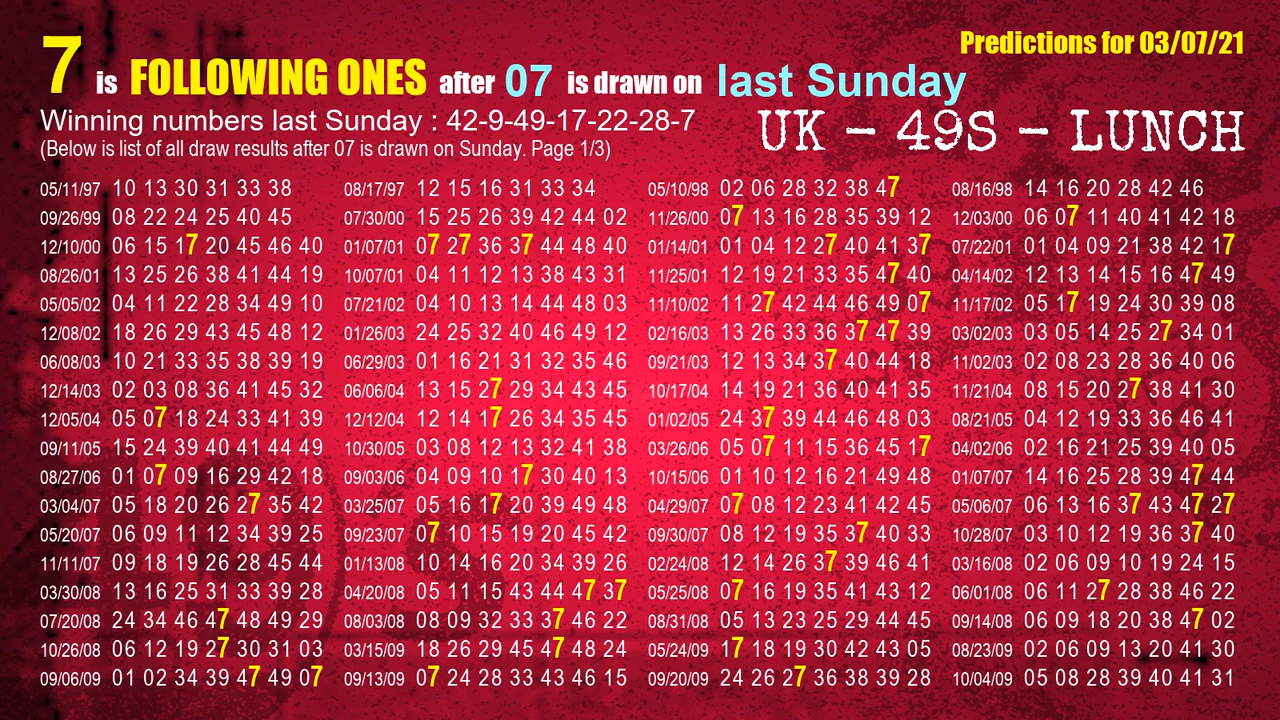 Predictions for 03/07/21
7 is FOLLOWING ONES after 07 is drawn on last Sunday
Winning numbers last Sunday : 42-9-49-17-22-28-7
UK - 49S - LUNCH
(Below is list of all draw results after 07 is drawn on Sunday. Page 1/3)
05/11/97 10 13 30 31 33 38 08/17/97 12 15 16 31 33 34 05/10/98 02 06 28 32 38 47 08/16/98 14 16 20 28 42 46
09/26/99 08 22 24 25 40 45 07/30/00 15 25 26 39 42 44 02 11/26/00 07 13 16 28 35 39 12 12/03/00 06 07 11 40 41 42 18
12/10/00 06 15 17 20 45 46 40 01/07/01 07 27 36 37 44 48 40 01/14/01 01 04 12 27 40 41 37 07/22/01 01 04 09 21 38 42 17
08/26/01 13 25 26 38 41 44 19 10/07/01 04 11 12 13 38 43 31 11/25/01 12 19 21 33 35 47 40 04/14/02 12 13 14 15 16 47 49
05/05/02 04 11 22 28 34 49 10 07/21/02 04 10 13 14 44 48 03 11/10/02 11 27 42 44 46 49 07 11/17/02 05 17 19 24 30 39 08
12/08/02 18 26 29 43 45 48 12 01/26/03 24 25 32 40 46 49 12 02/16/03 13 26 33 36 37 47 39 03/02/03 03 05 14 25 27 34 01
06/08/03 10 21 33 35 38 39 19 06/29/03 01 16 21 31 32 35 46 09/21/03 12 13 34 37 40 44 18 11/02/03 02 08 23 28 36 40 06
12/14/03 02 03 08 36 41 45 32 06/06/04 13 15 27 29 34 43 45 10/17/04 14 19 21 36 40 41 35 11/21/04 08 15 20 27 38 41 30
12/05/04 05 07 18 24 33 41 39 12/12/04 12 14 17 26 34 35 45 01/02/05 24 37 39 44 46 48 03 08/21/05 04 12 19 33 36 46 41
09/11/05 15 24 39 40 41 44 49 10/30/05 03 08 12 13 32 41 38 03/26/06 05 07 11 15 36 45 17 04/02/06 02 16 21 25 39 40 05
08/27/06 01 07 09 16 29 42 18 09/03/06 04 09 10 17 30 40 13 10/15/06 01 10 12 16 21 49 48 01/07/07 14 16 25 28 39 47 44
03/04/07 05 18 20 26 27 35 42 03/25/07 05 16 17 20 39 49 48 04/29/07 07 08 12 23 41 42 45 05/06/07 06 13 16 37 43 47 27
05/20/07 06 09 11 12 34 39 25 09/23/07 07 10 15 19 20 45 42 09/30/07 08 12 19 35 37 40 33 10/28/07 03 10 12 19 36 37 40
11/11/07 09 18 19 26 28 45 44 01/13/08 10 14 16 20 34 39 26 02/24/08 12 14 26 37 39 46 41 03/16/08 02 06 09 10 19 24 15
03/30/08 13 16 25 31 33 39 28 04/20/08 05 11 15 43 44 47 37 05/25/08 07 16 19 35 41 43 12 06/01/08 06 11 27 28 38 46 22
07/20/08 24 34 46 47 48 49 29 08/03/08 08 09 32 33 37 46 22 08/31/08 05 13 23 25 29 44 45 09/14/08 06 09 18 20 38 47 02
10/26/08 06 12 19 27 30 31 03 03/15/09 18 26 29 45 47 48 24 05/24/09 17 18 19 30 42 43 05 08/23/09 02 06 09 13 20 41 30
09/06/09 01 02 34 39 47 49 07 09/13/09 07 24 28 33 43 46 15 09/20/09 24 26 27 36 38 39 28 10/04/09 05 08 28 39 40 41 31